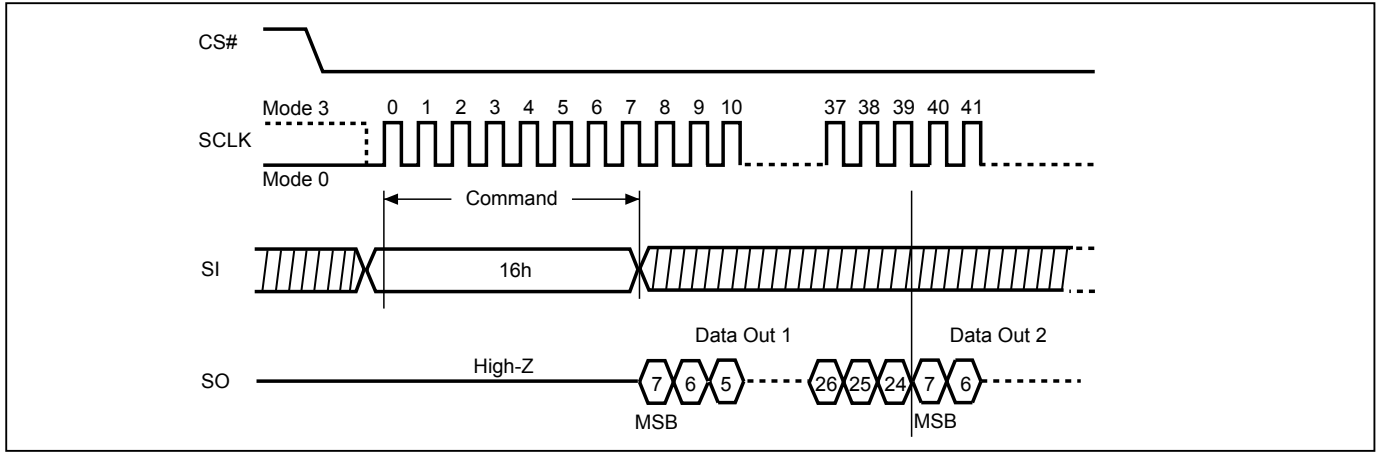 CS#
Mode 3
0 1 2 3 4 5 6 7 8 9 10 37 38 39 40 41
SCLK
Mode 0
Command
SI
16h
Data Out 1
Data Out 2
High-Z
SO
7 6 5 26 25 24 7 6
MSB
MSB